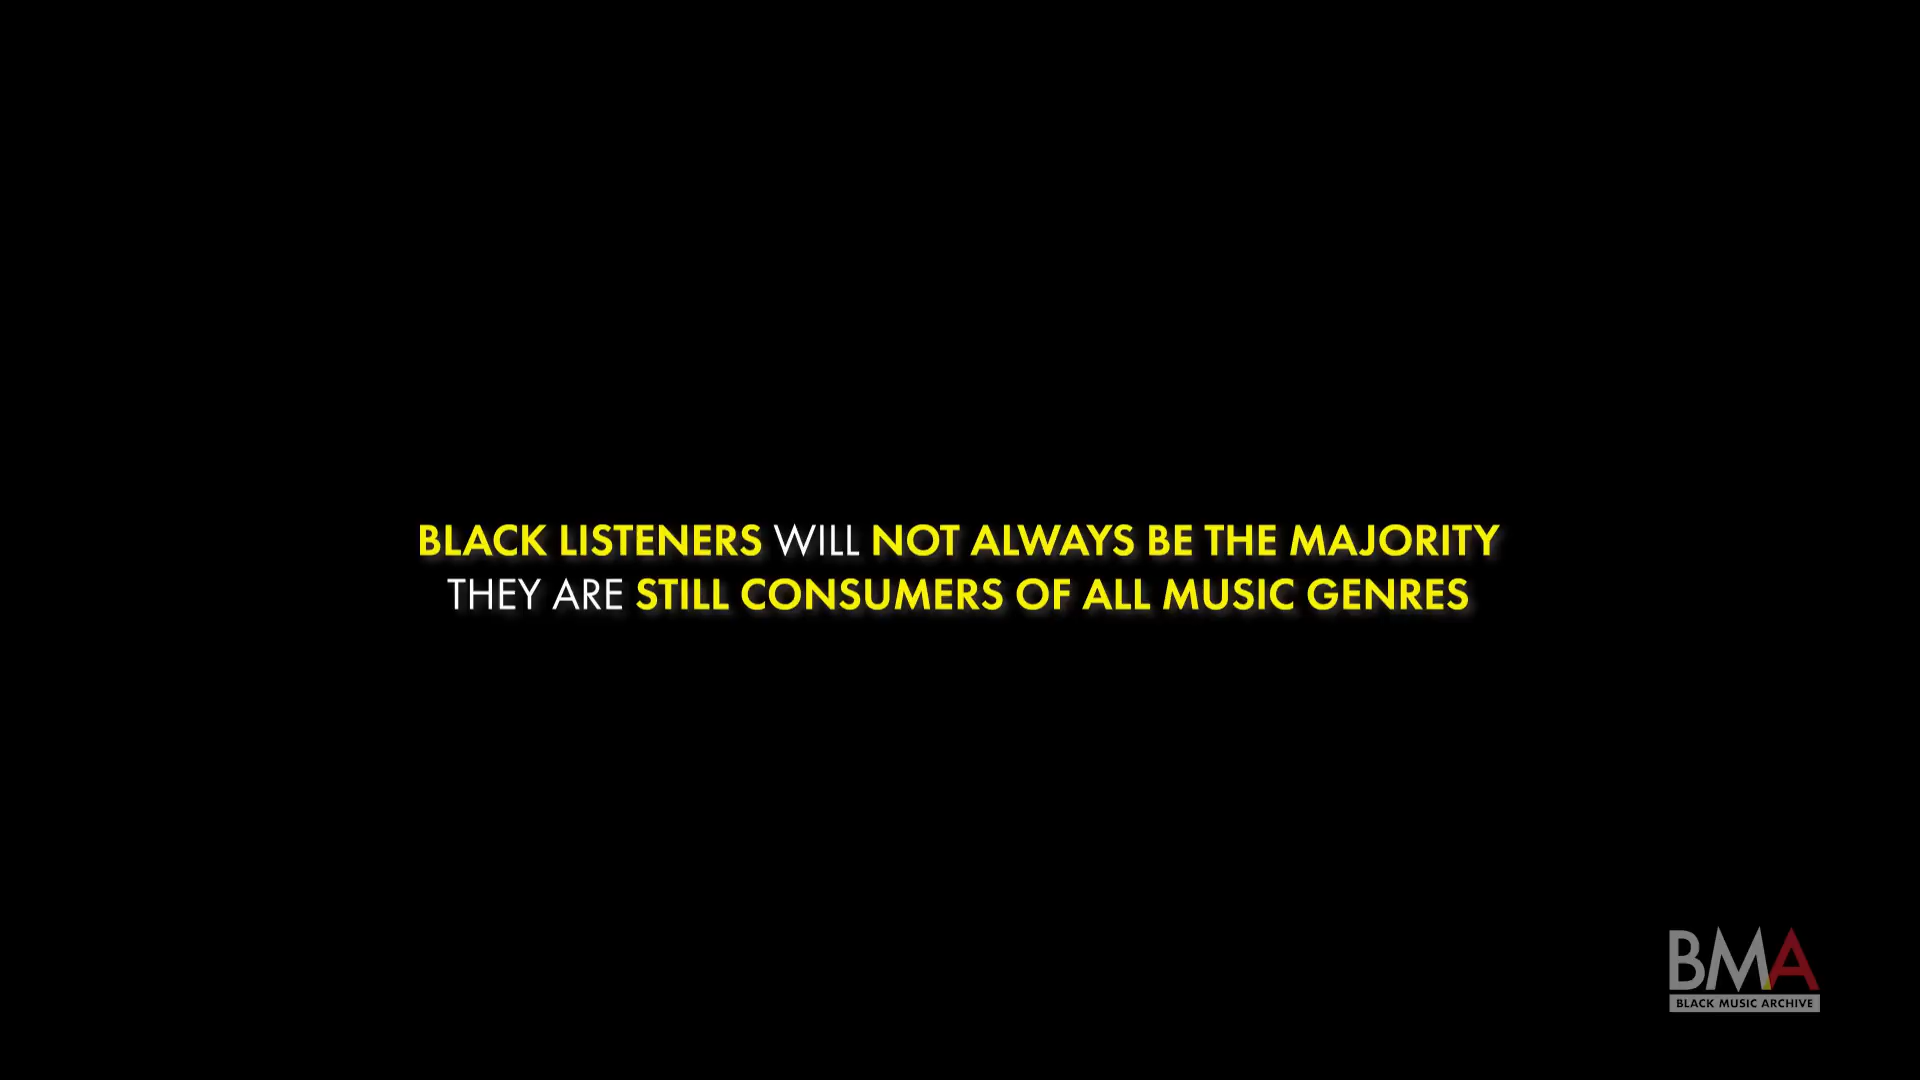 BLACK LISTENERS WILL NOT ALWAYS BE THE MAJORITY
THEY ARE STILL CONSUMERS OF ALL MUSIC GENRES
BMA
BLACK MUSIC ARCHIVE